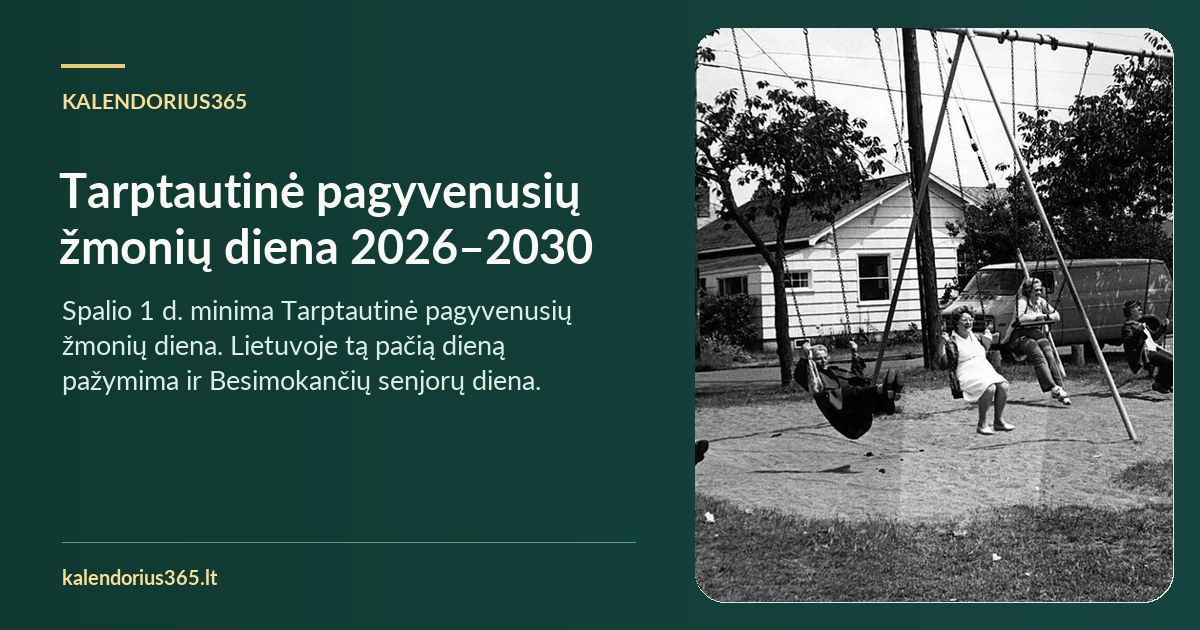 KALENDORIUS365
Tarptautinė pagyvenusių
žmonių diena 2026–2030
Spalio 1 d. minima Tarptautinė pagyvenusių
žmonių diena. Lietuvoje tą pačią dieną
pažymima ir Besimokančių senjorų diena.
kalendorius365.lt